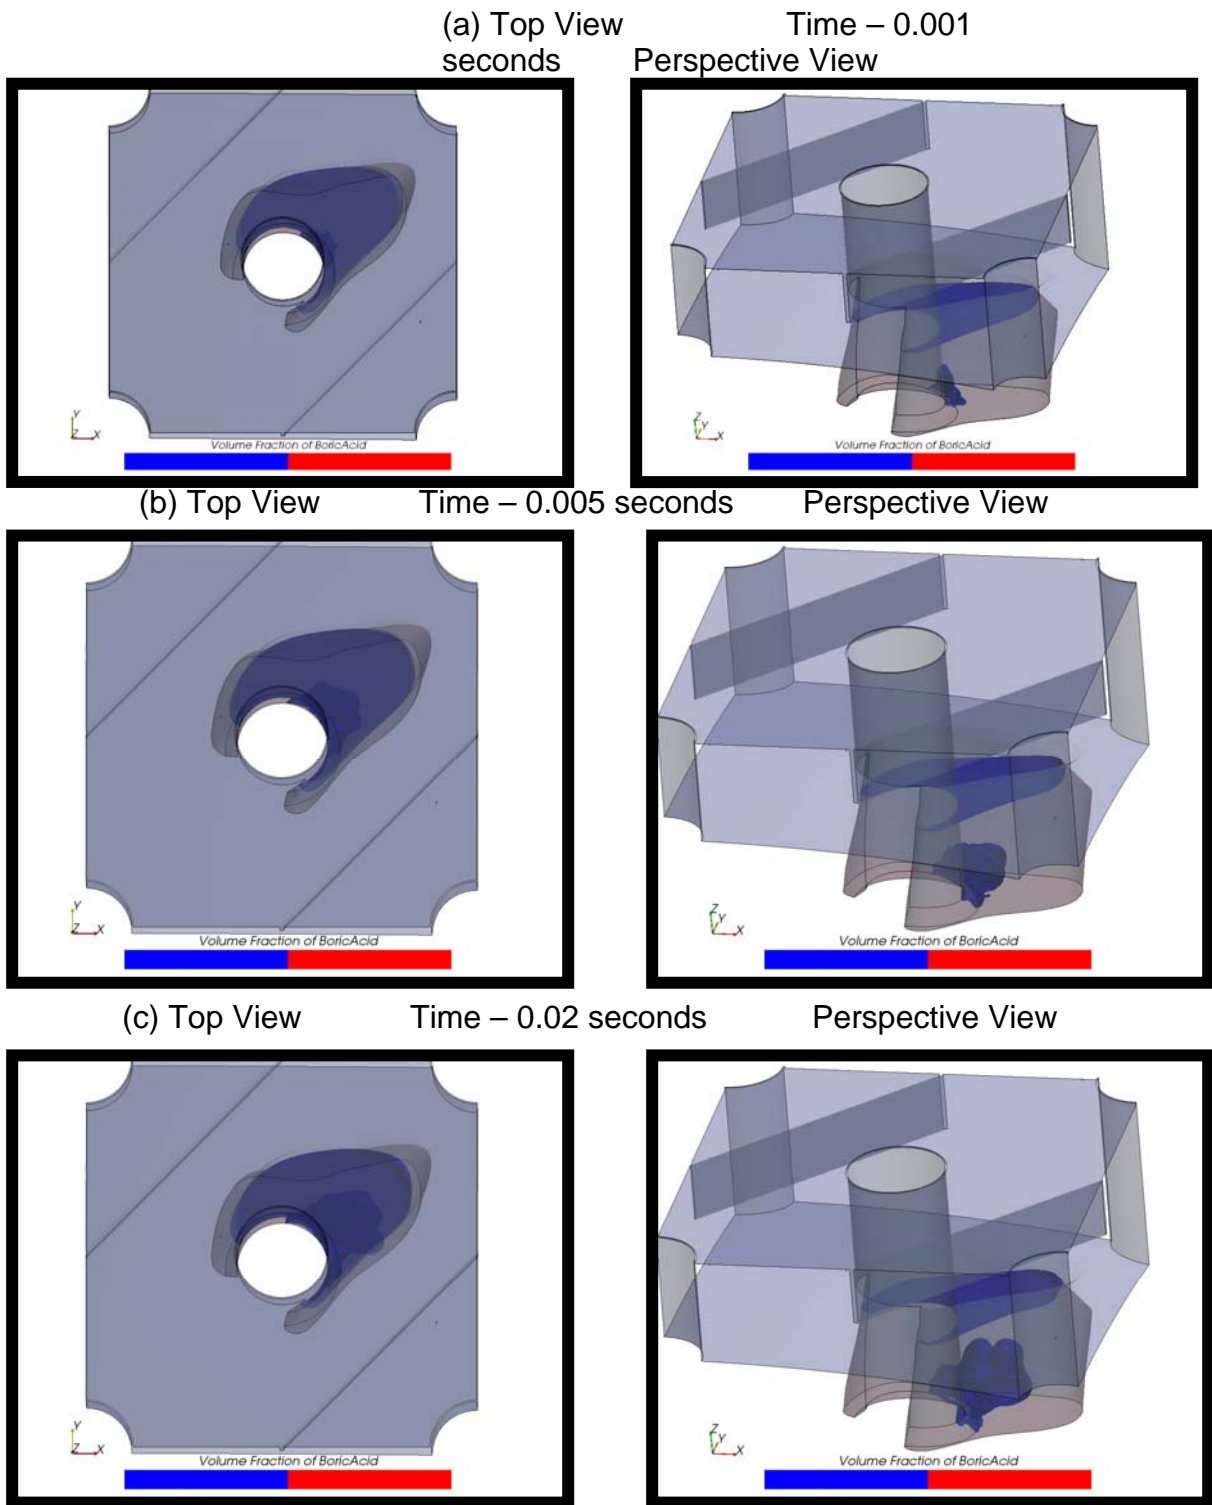 (a) Top View Time – 0.001
seconds Perspective View
Y
Z X
Volume Fraction of BoricAcid
Z
Y
X
Volume Fraction of BoricAcid
(b) Top View Time – 0.005 seconds Perspective View
Y
Z X
Volume Fraction of BoricAcid
Z
Y
X
Volume Fraction of BoricAcid
(c) Top View Time – 0.02 seconds Perspective View
Y
Z X
Volume Fraction of BoricAcid
Z
Y
X
Volume Fraction of BoricAcid